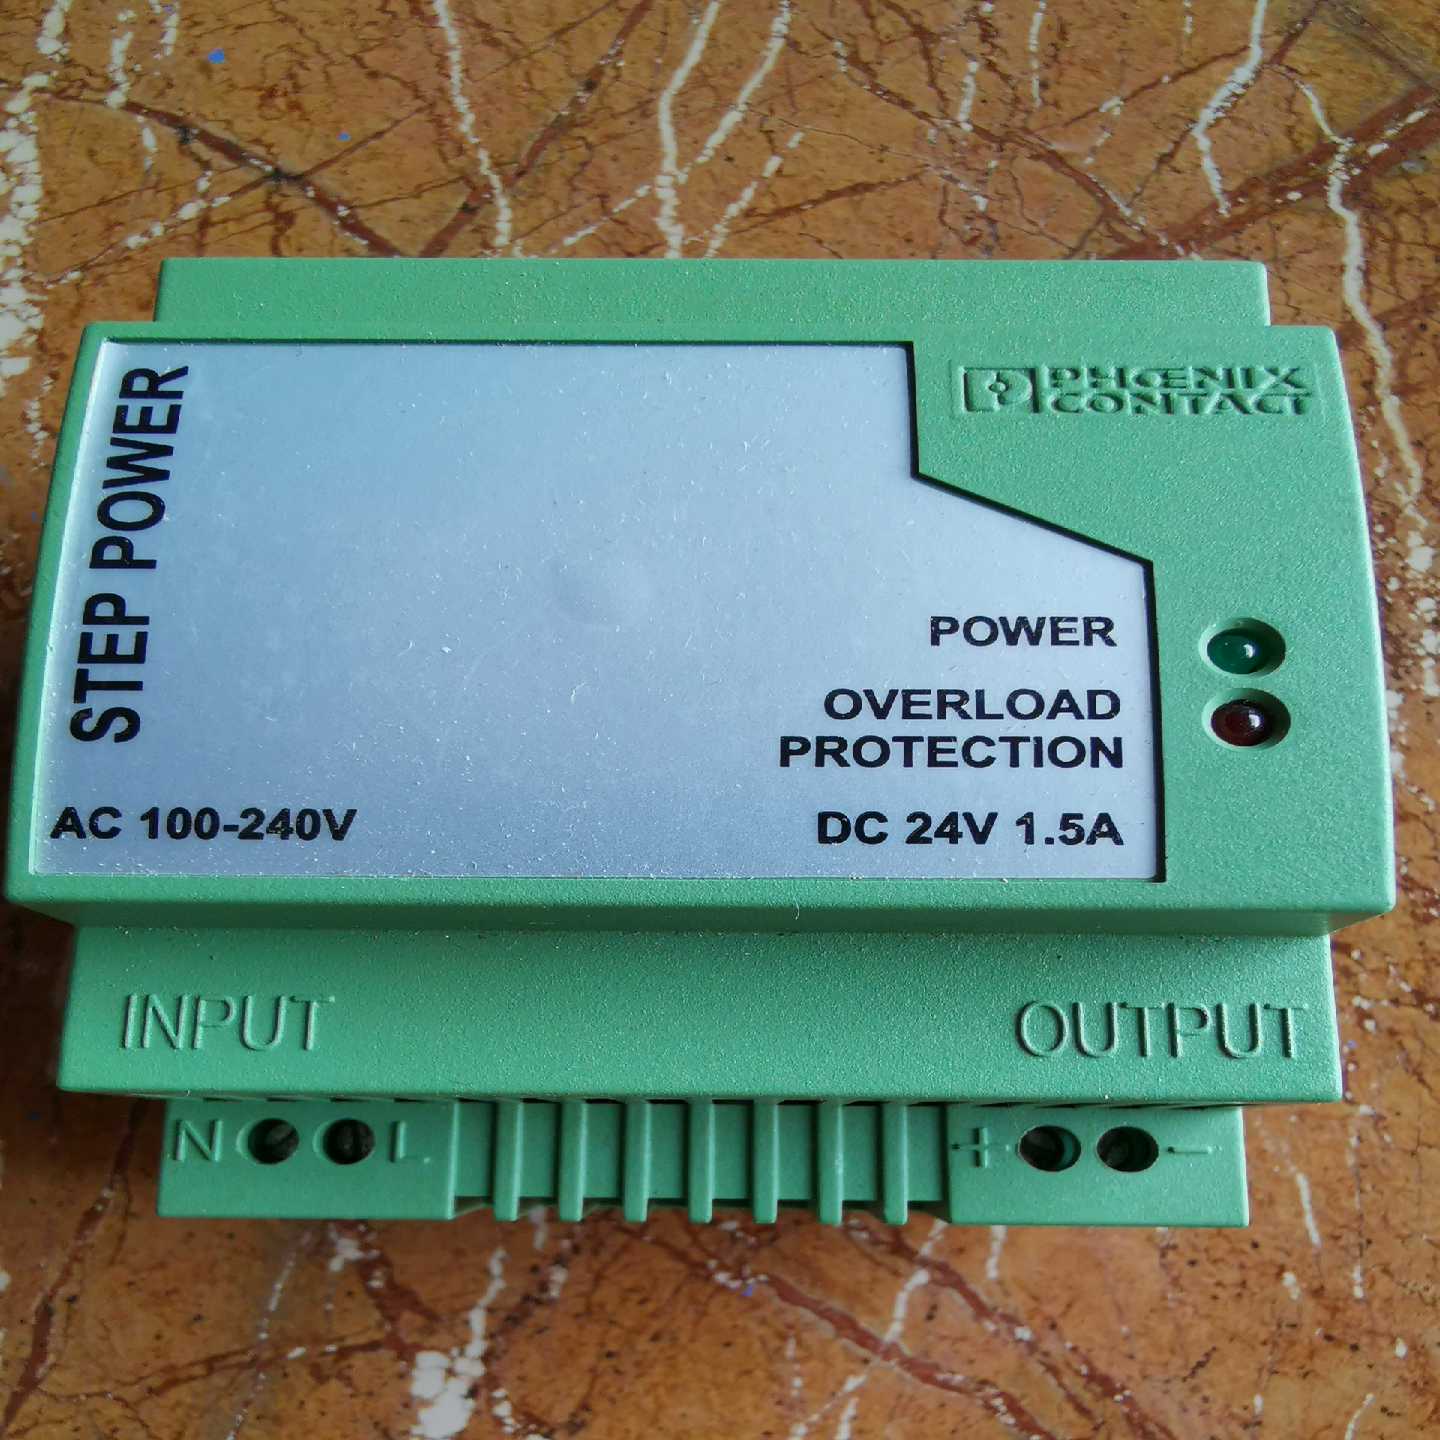 PHOENIX
CONTACT
STEP POWER
POWER
OVERLOAD
PROTECTION
AC 100-240V
DC 24V 1.5A
INPUT
OUTPUT
N L + -